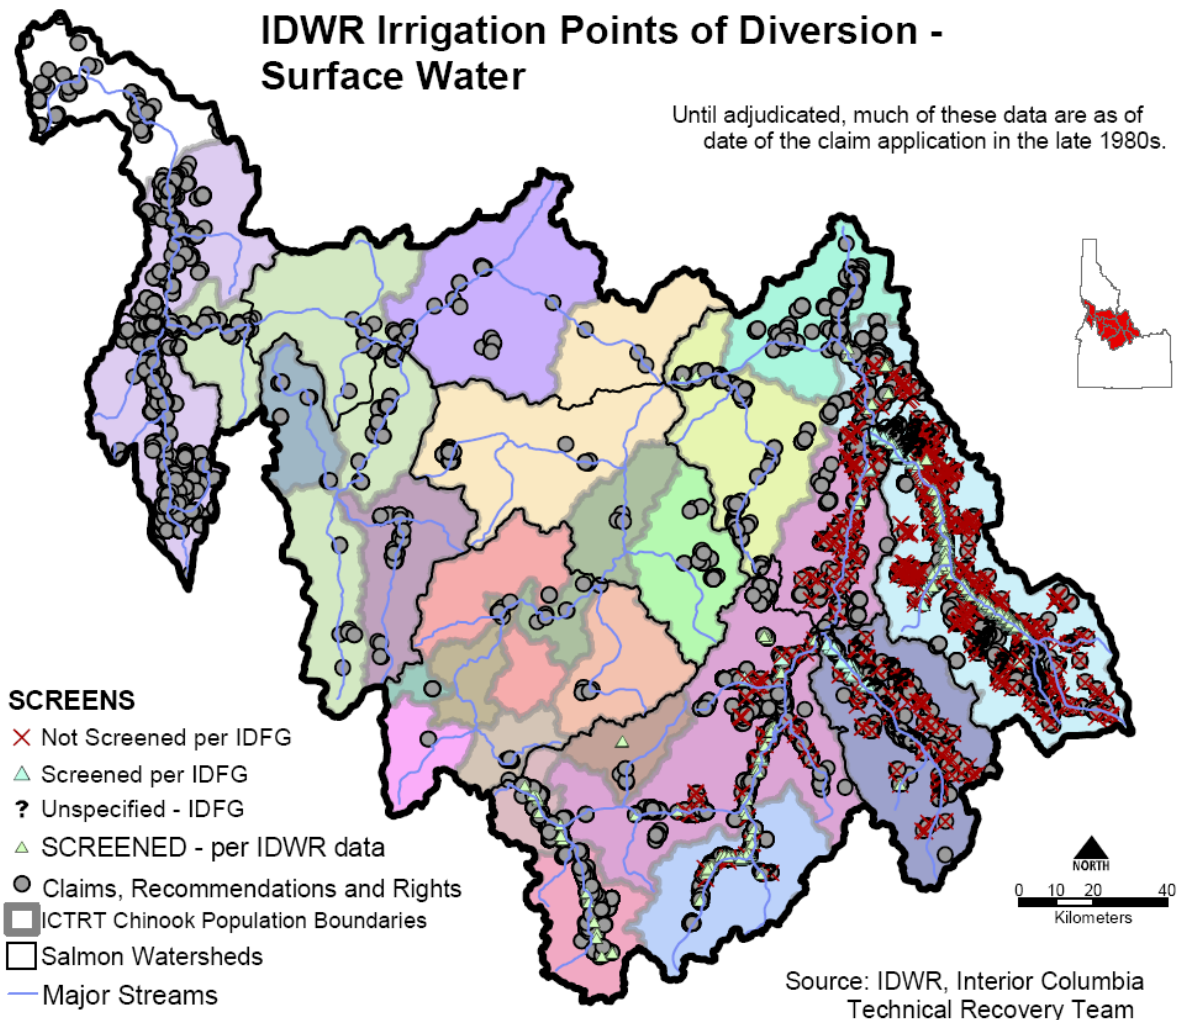 IDWR Irrigation Points of Diversion -
Surface Water
Until adjudicated, much of these data are as of
date of the claim application in the late 1980s.
SCREENS
Not Screened per IDFG
Screened per IDFG
? Unspecified - IDFG
SCREENED - per IDWR data
Claims, Recommendations and Rights
ICTRT Chinook Population Boundaries
Salmon Watersheds
Major Streams
NORTH
0 10 20 40
Kilometers
Source: IDWR, Interior Columbia
Technical Recovery Team